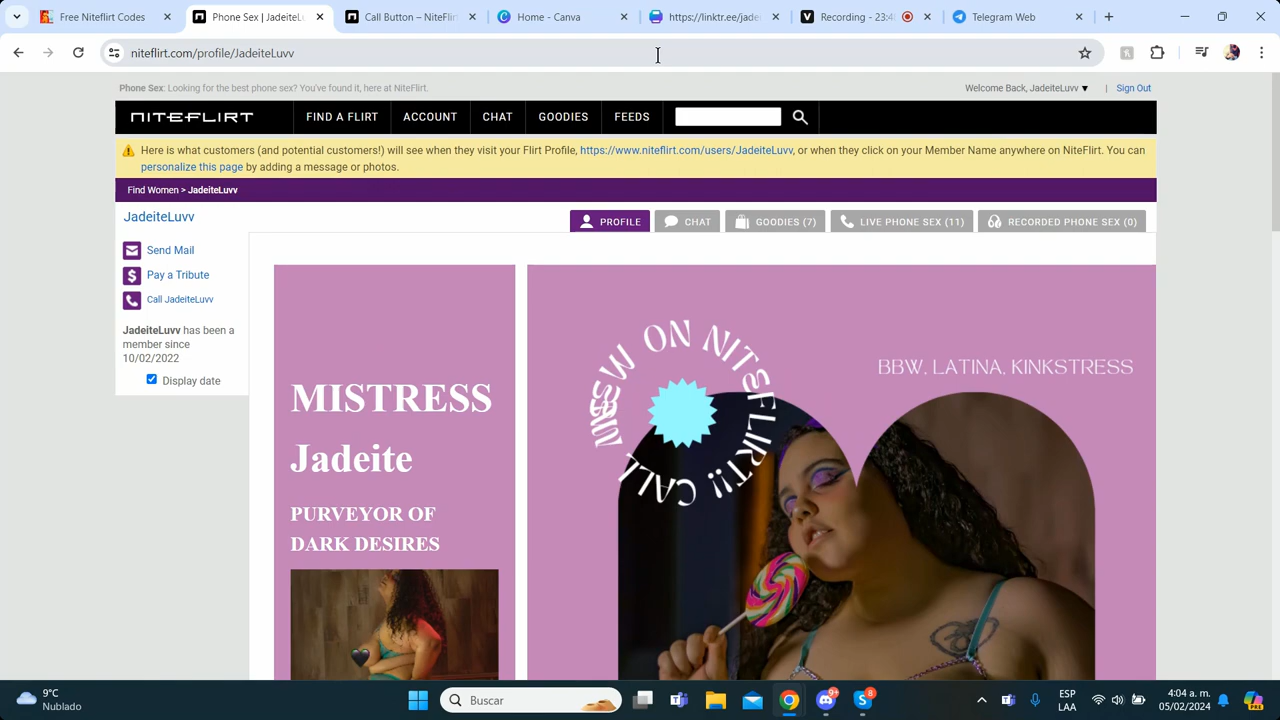 Free Niteflirt Codes
Phone Sex | JadeiteL
Call Button – NiteFlir
Home - Canva
https://linktr.ee/jade
Recording - 23:4
Telegram Web
niteflirt.com/profile/JadeiteLuvv
Phone Sex: Looking for the best phone sex? You've found it, here at NiteFlirt.
Welcome Back, JadeiteLuvv ▼ | Sign Out
NITEFLIRT
FIND A FLIRT
ACCOUNT
CHAT
GOODIES
FEEDS
Here is what customers (and potential customers!) will see when they visit your Flirt Profile, https://www.niteflirt.com/users/JadeiteLuvv, or when they click on your Member Name anywhere on NiteFlirt. You can
personalize this page by adding a message or photos.
Find Women > JadeiteLuvv
JadeiteLuvv
PROFILE
CHAT
GOODIES (7)
LIVE PHONE SEX (11)
RECORDED PHONE SEX (0)
Send Mail
Pay a Tribute
Call JadeiteLuvv
JadeiteLuvv has been a
member since
10/02/2022
Display date
MISTRESS
Jadeite
PURVEYOR OF
DARK DESIRES
ON NITEFLIRT!! CALL
BBW, LATINA, KINKSTRESS
9°C
Nublado
Buscar
9+
8
ESP
LAA
4:04 a. m.
05/02/2024